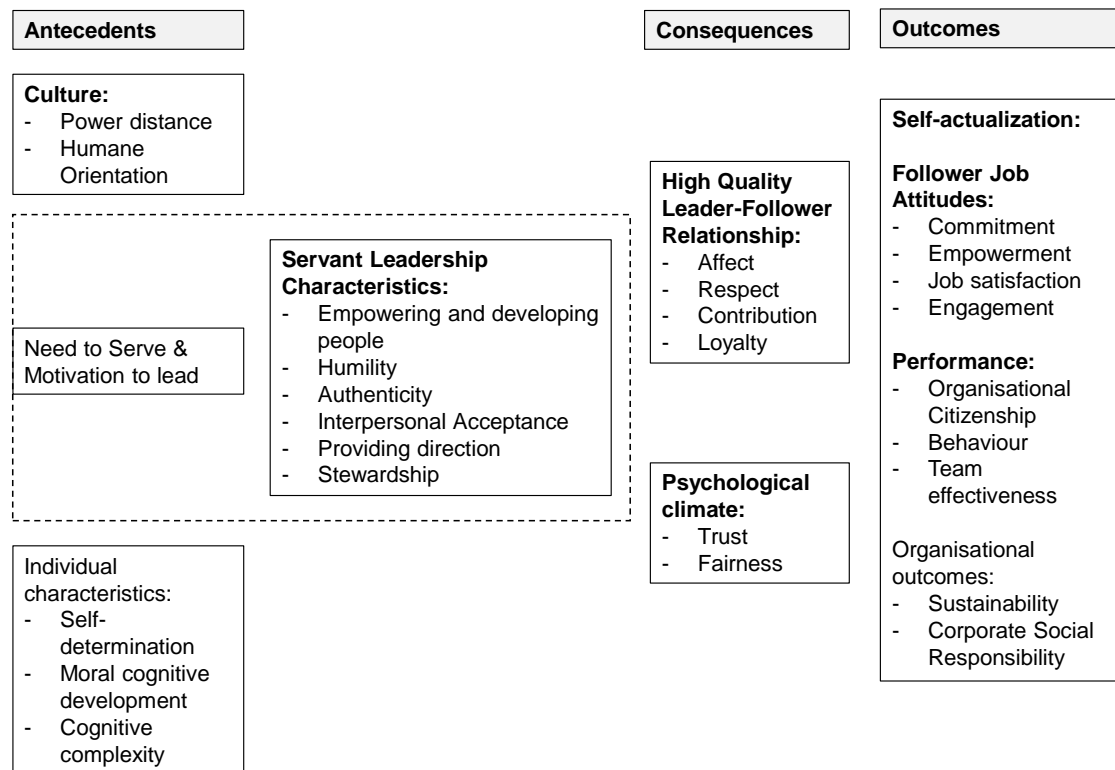 Antecedents
Consequences
Outcomes
Culture:
- Power distance
- Humane
Orientation
Need to Serve &
Motivation to lead
Individual
characteristics:
- Self-
determination
- Moral cognitive
development
- Cognitive
complexity
Servant Leadership
Characteristics:
- Empowering and developing
people
- Humility
- Authenticity
- Interpersonal Acceptance
- Providing direction
- Stewardship
High Quality
Leader-Follower
Relationship:
- Affect
- Respect
- Contribution
- Loyalty
Psychological
climate:
- Trust
- Fairness
Self-actualization:
Follower Job
Attitudes:
- Commitment
- Empowerment
- Job satisfaction
- Engagement
Performance:
- Organisational
Citizenship
- Behaviour
- Team
effectiveness
Organisational
outcomes:
- Sustainability
- Corporate Social
Responsibility